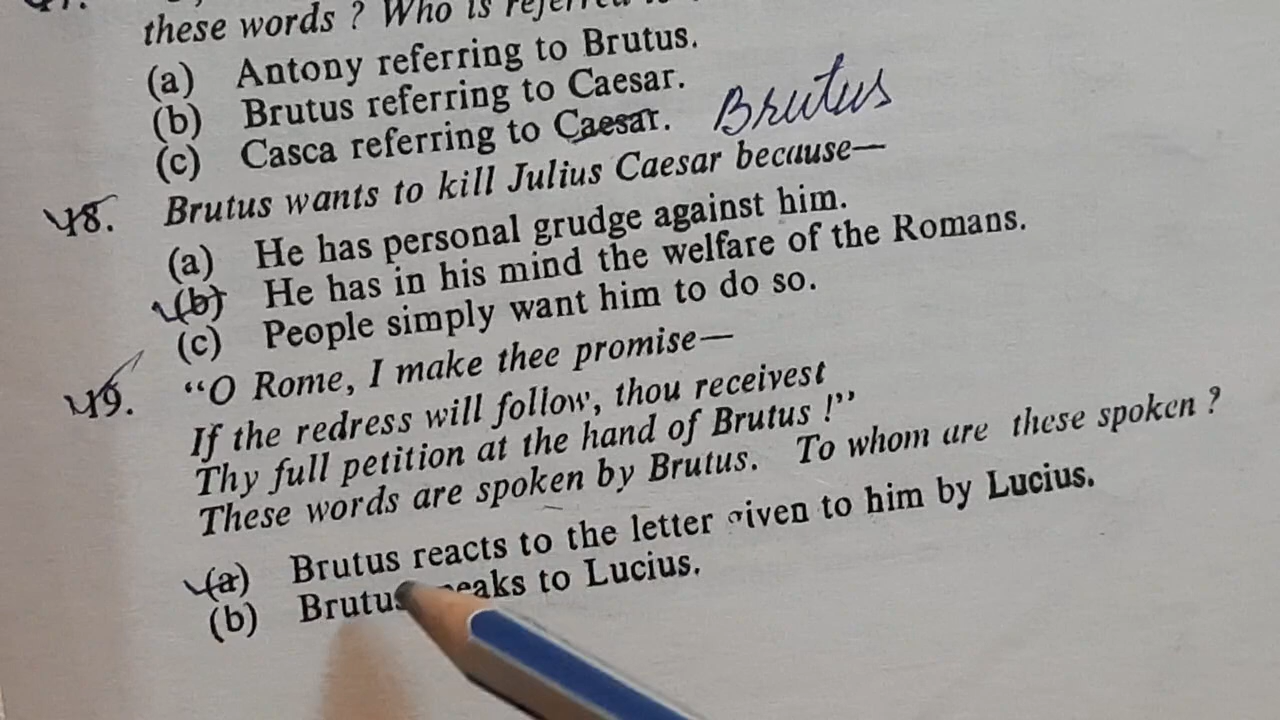 these words ? Who is referred
(a) Antony referring to Brutus.
(b) Brutus referring to Caesar.
(c) Casca referring to Caesar. Brutus
48. Brutus wants to kill Julius Caesar because—
(a) He has personal grudge against him.
(b) He has in his mind the welfare of the Romans.
(c) People simply want him to do so.
49. “O Rome, I make thee promise—
If the redress will follow, thou receivest
Thy full petition at the hand of Brutus !”
These words are spoken by Brutus. To whom are these spoken ?
(a) Brutus reacts to the letter given to him by Lucius.
(b) Brutus speaks to Lucius.